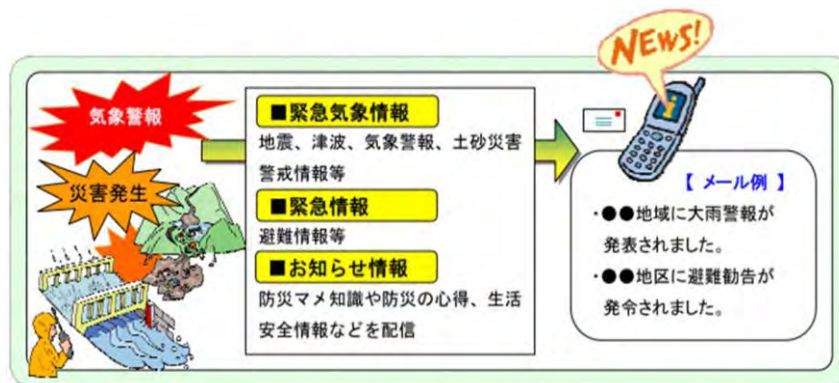 NEWS!
気象警報
災害発生
■緊急気象情報
地震、津波、気象警報、土砂災害
警戒情報等
■緊急情報
避難情報等
■お知らせ情報
防災マメ知識や防災の心得、生活
安全情報などを配信
【 メール例 】
・●●地域に大雨警報が
発表されました。
・●●地区に避難勧告が
発令されました。